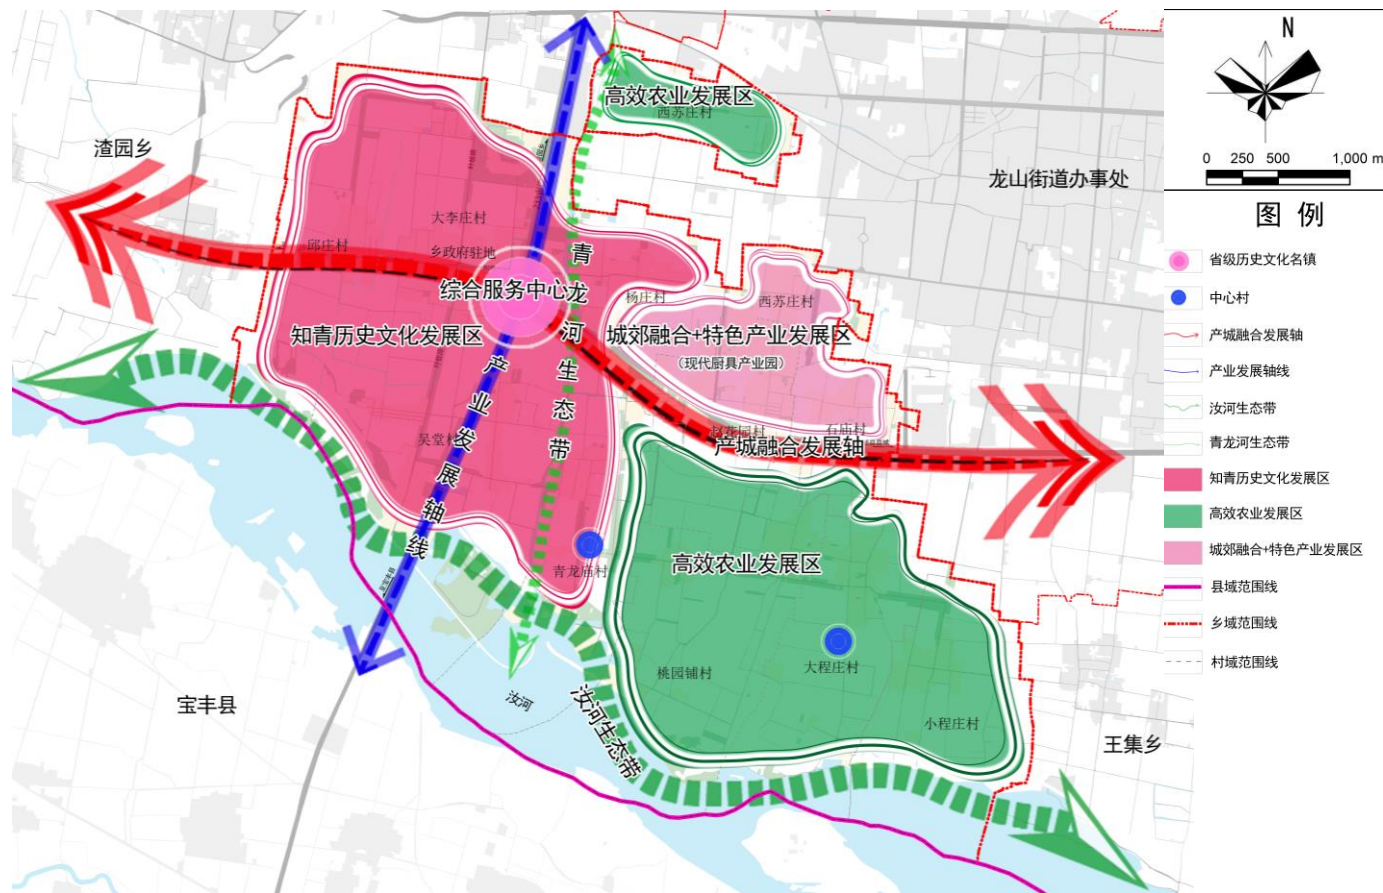 高效农业发展区
西苏庄村
渣园乡
龙山街道办事处
大李庄村
邱庄村
乡政府驻地
综合服务中心
杨庄村
西苏庄村
知青历史文化发展区
城郊融合+特色产业发展区
(现代厨具产业园)
青龙河生态带
产业发展轴线
吴堂村
赵花园村
石庙村
产城融合发展轴
青龙庙村
高效农业发展区
大程庄村
桃园铺村
小程庄村
汝河
汝河生态带
宝丰县
王集乡
至宝丰县
N
0 250 500 1,000 m
图 例
省级历史文化名镇
中心村
产城融合发展轴
产业发展轴线
汝河生态带
青龙河生态带
知青历史文化发展区
高效农业发展区
城郊融合+特色产业发展区
县域范围线
乡域范围线
村域范围线